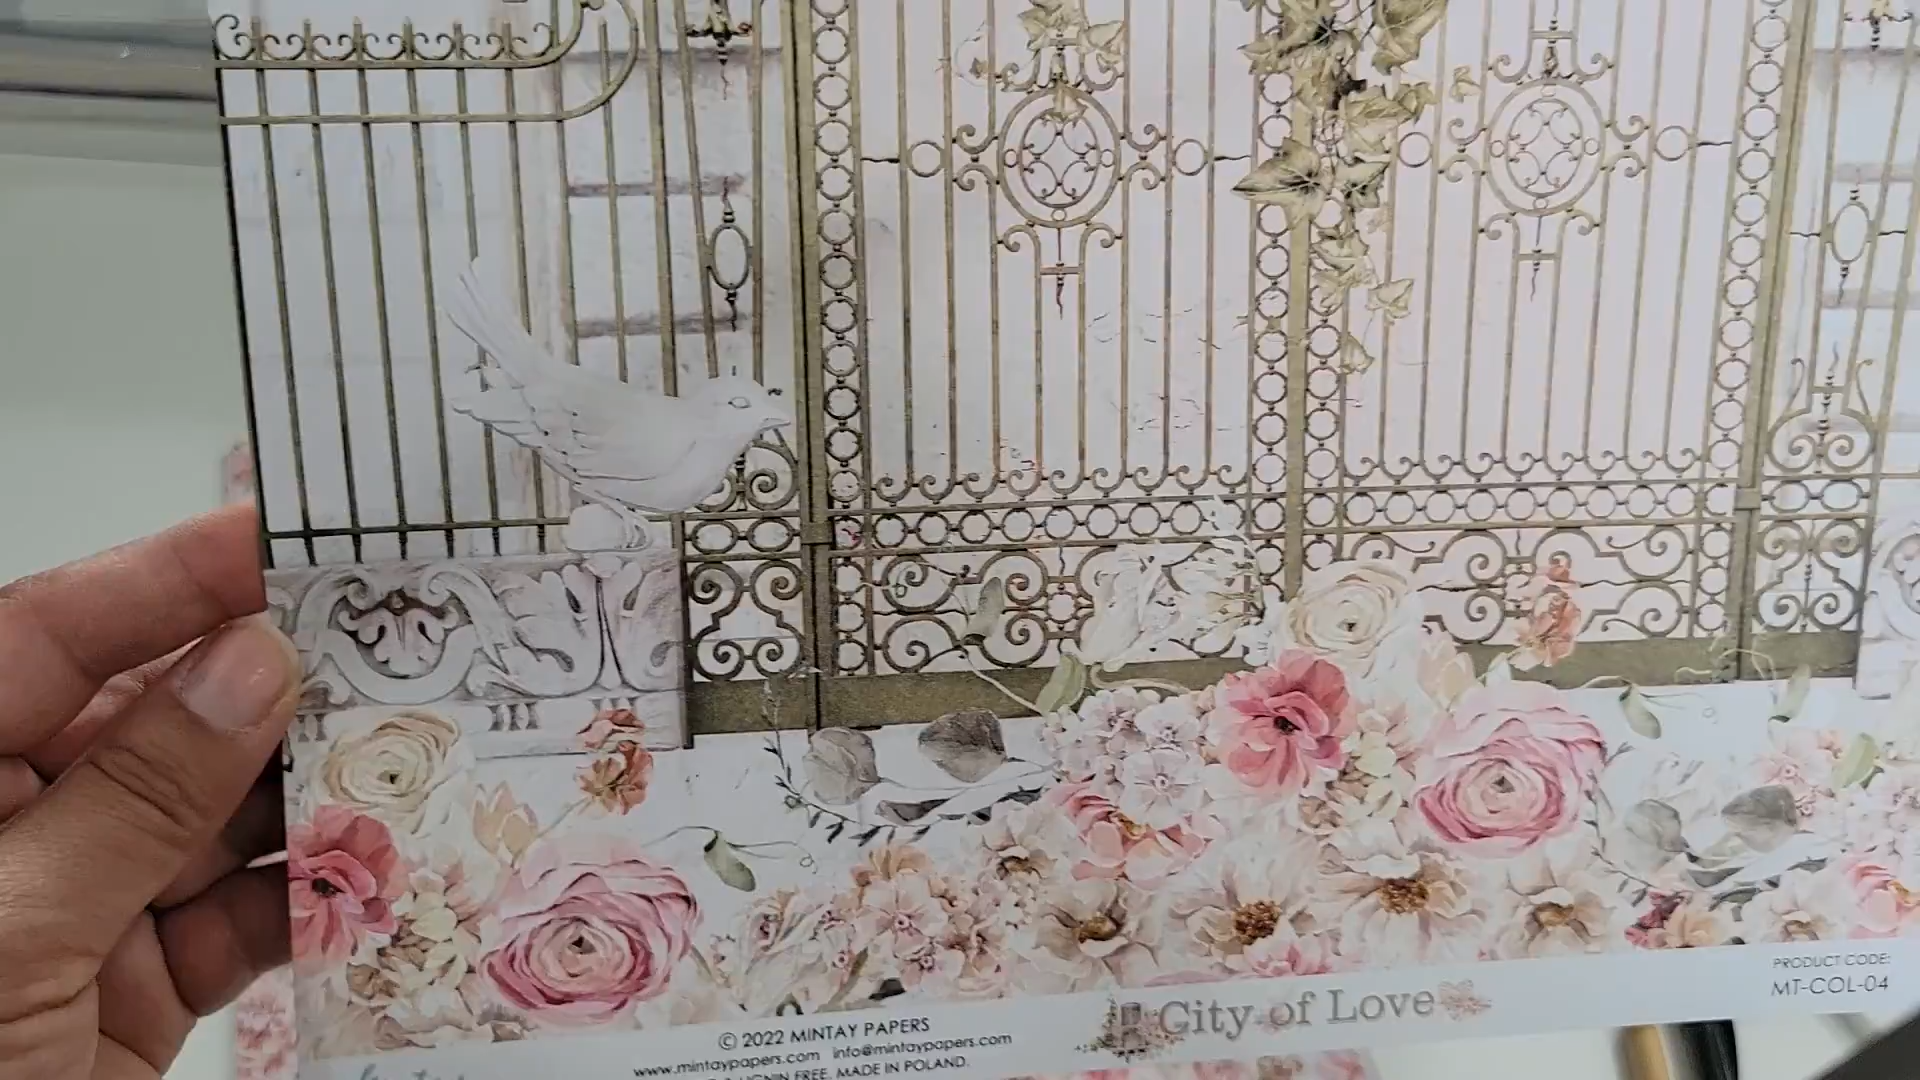 © 2022 MINTAY PAPERS
www.mintaypapers.com info@mintaypapers.com
LIGNIN FREE. MADE IN POLAND.
City of Love
PRODUCT CODE:
MT-COL-04